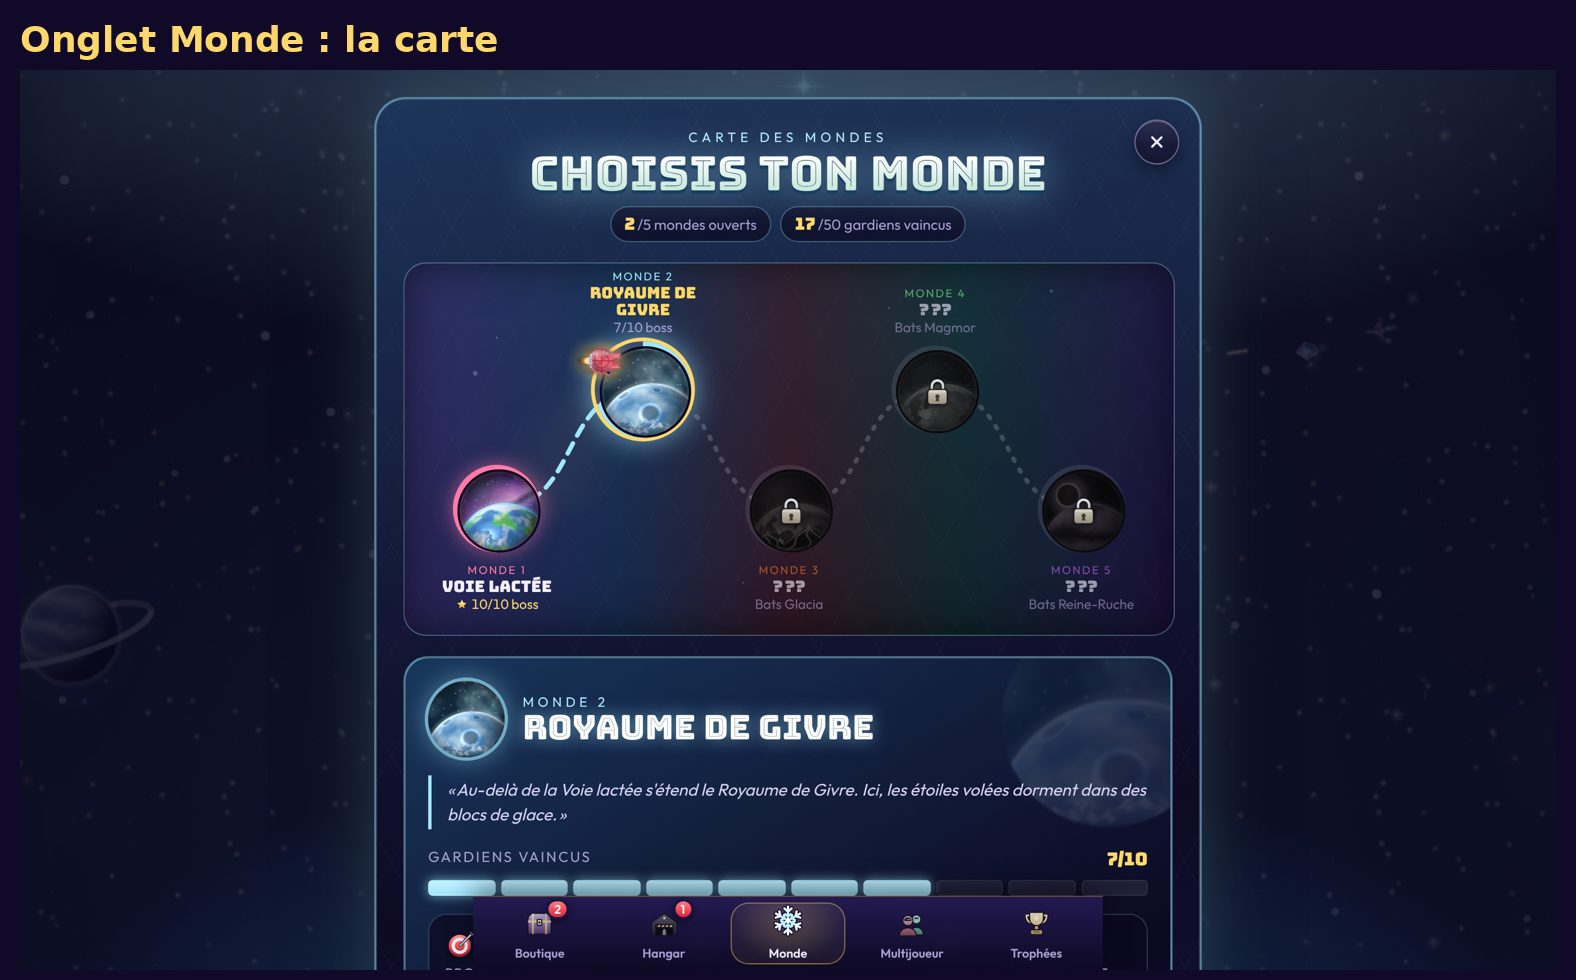 Onglet Monde : la carte
CARTE DES MONDES
CHOISIS TON MONDE
2/5 mondes ouverts
17/50 gardiens vaincus
MONDE 2
ROYAUME DE
GIVRE
7/10 boss
MONDE 4
???
Bats Magmor
MONDE 1
VOIE LACTÉE
10/10 boss
MONDE 3
???
Bats Glacia
MONDE 5
???
Bats Reine-Ruche
MONDE 2
ROYAUME DE GIVRE
«Au-delà de la Voie lactée s'étend le Royaume de Givre. Ici, les étoiles volées dorment dans des
blocs de glace.»
GARDIENS VAINCUS
7/10
2
1
Boutique
Hangar
Monde
Multijoueur
Trophées